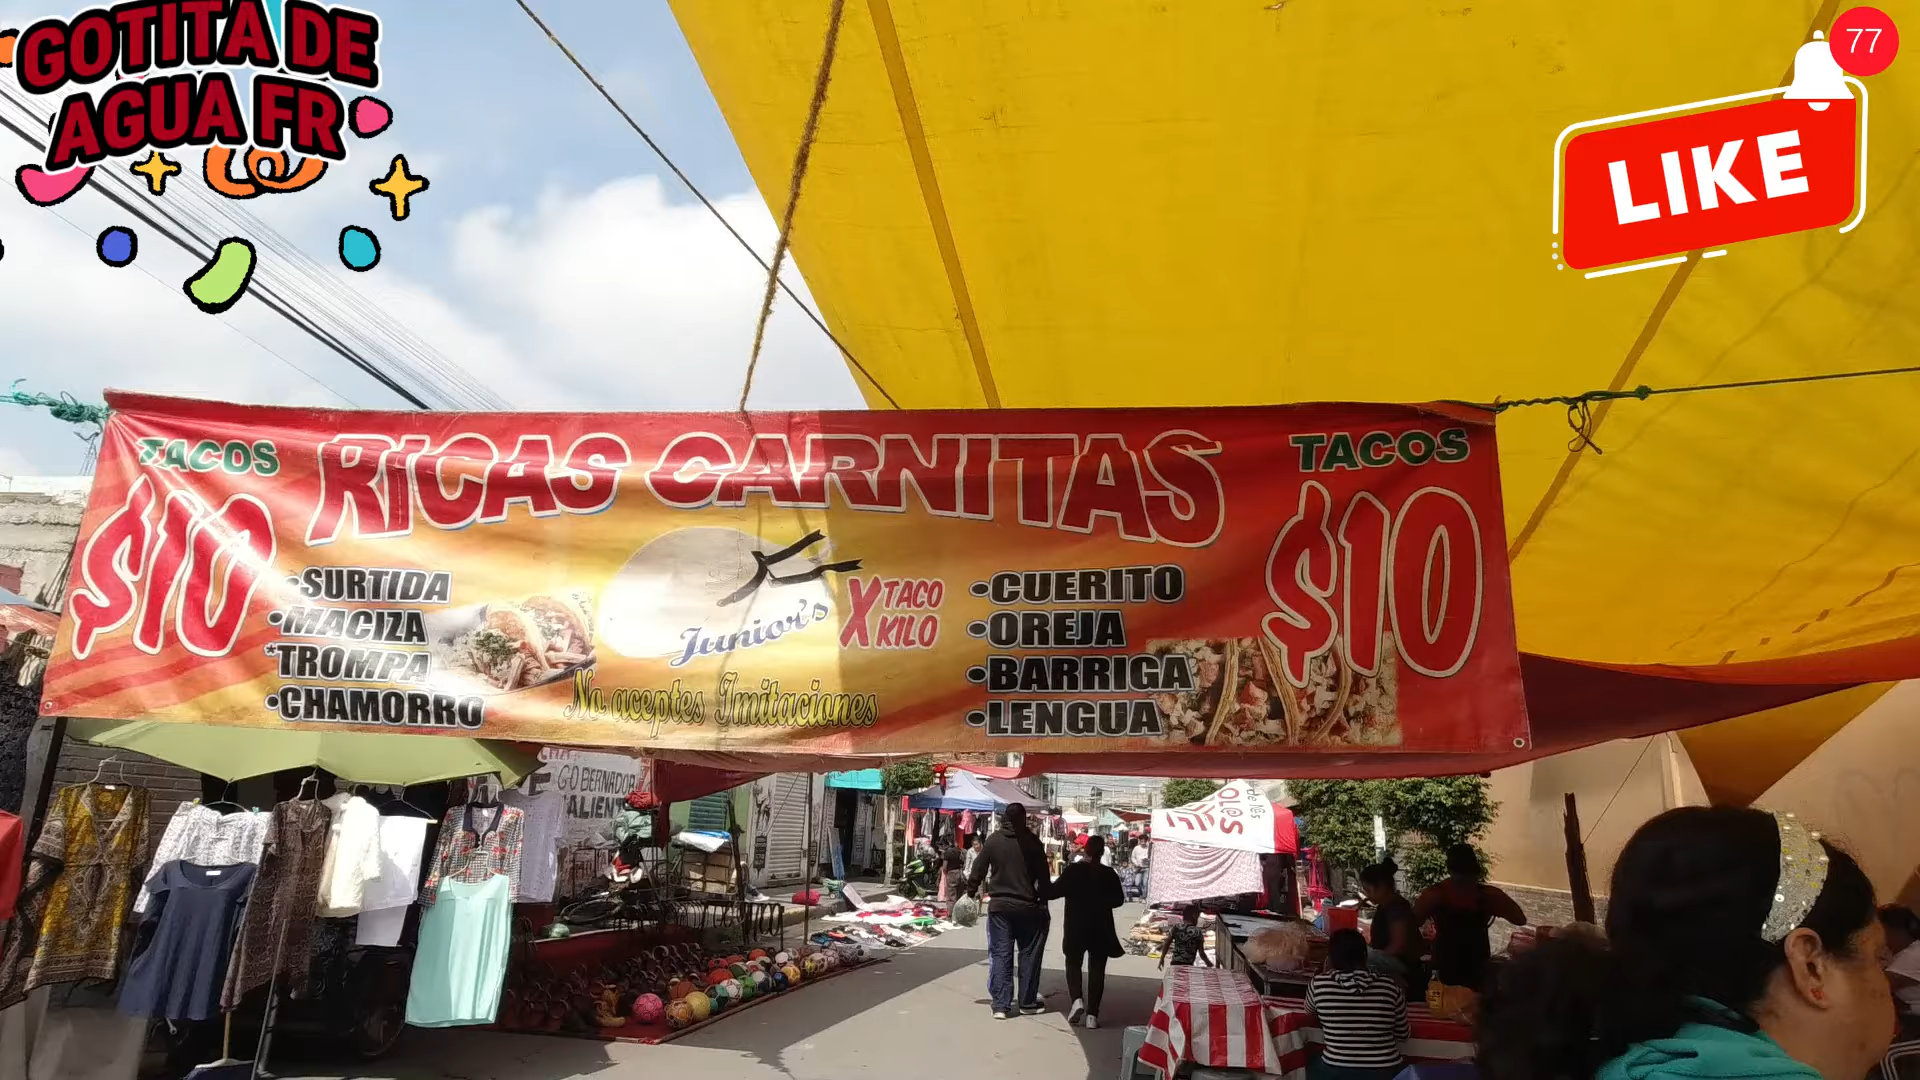 GOTITA DE
AGUA FR
77
LIKE
TACOS
$10
RICAS CARNITAS
TACOS
$10
•SURTIDA
•MACIZA
*TROMPA
•CHAMORRO
Junior's
X TACO
KILO
No aceptes Imitaciones
•CUERITO
•OREJA
•BARRIGA
•LENGUA
GOBERNADOR